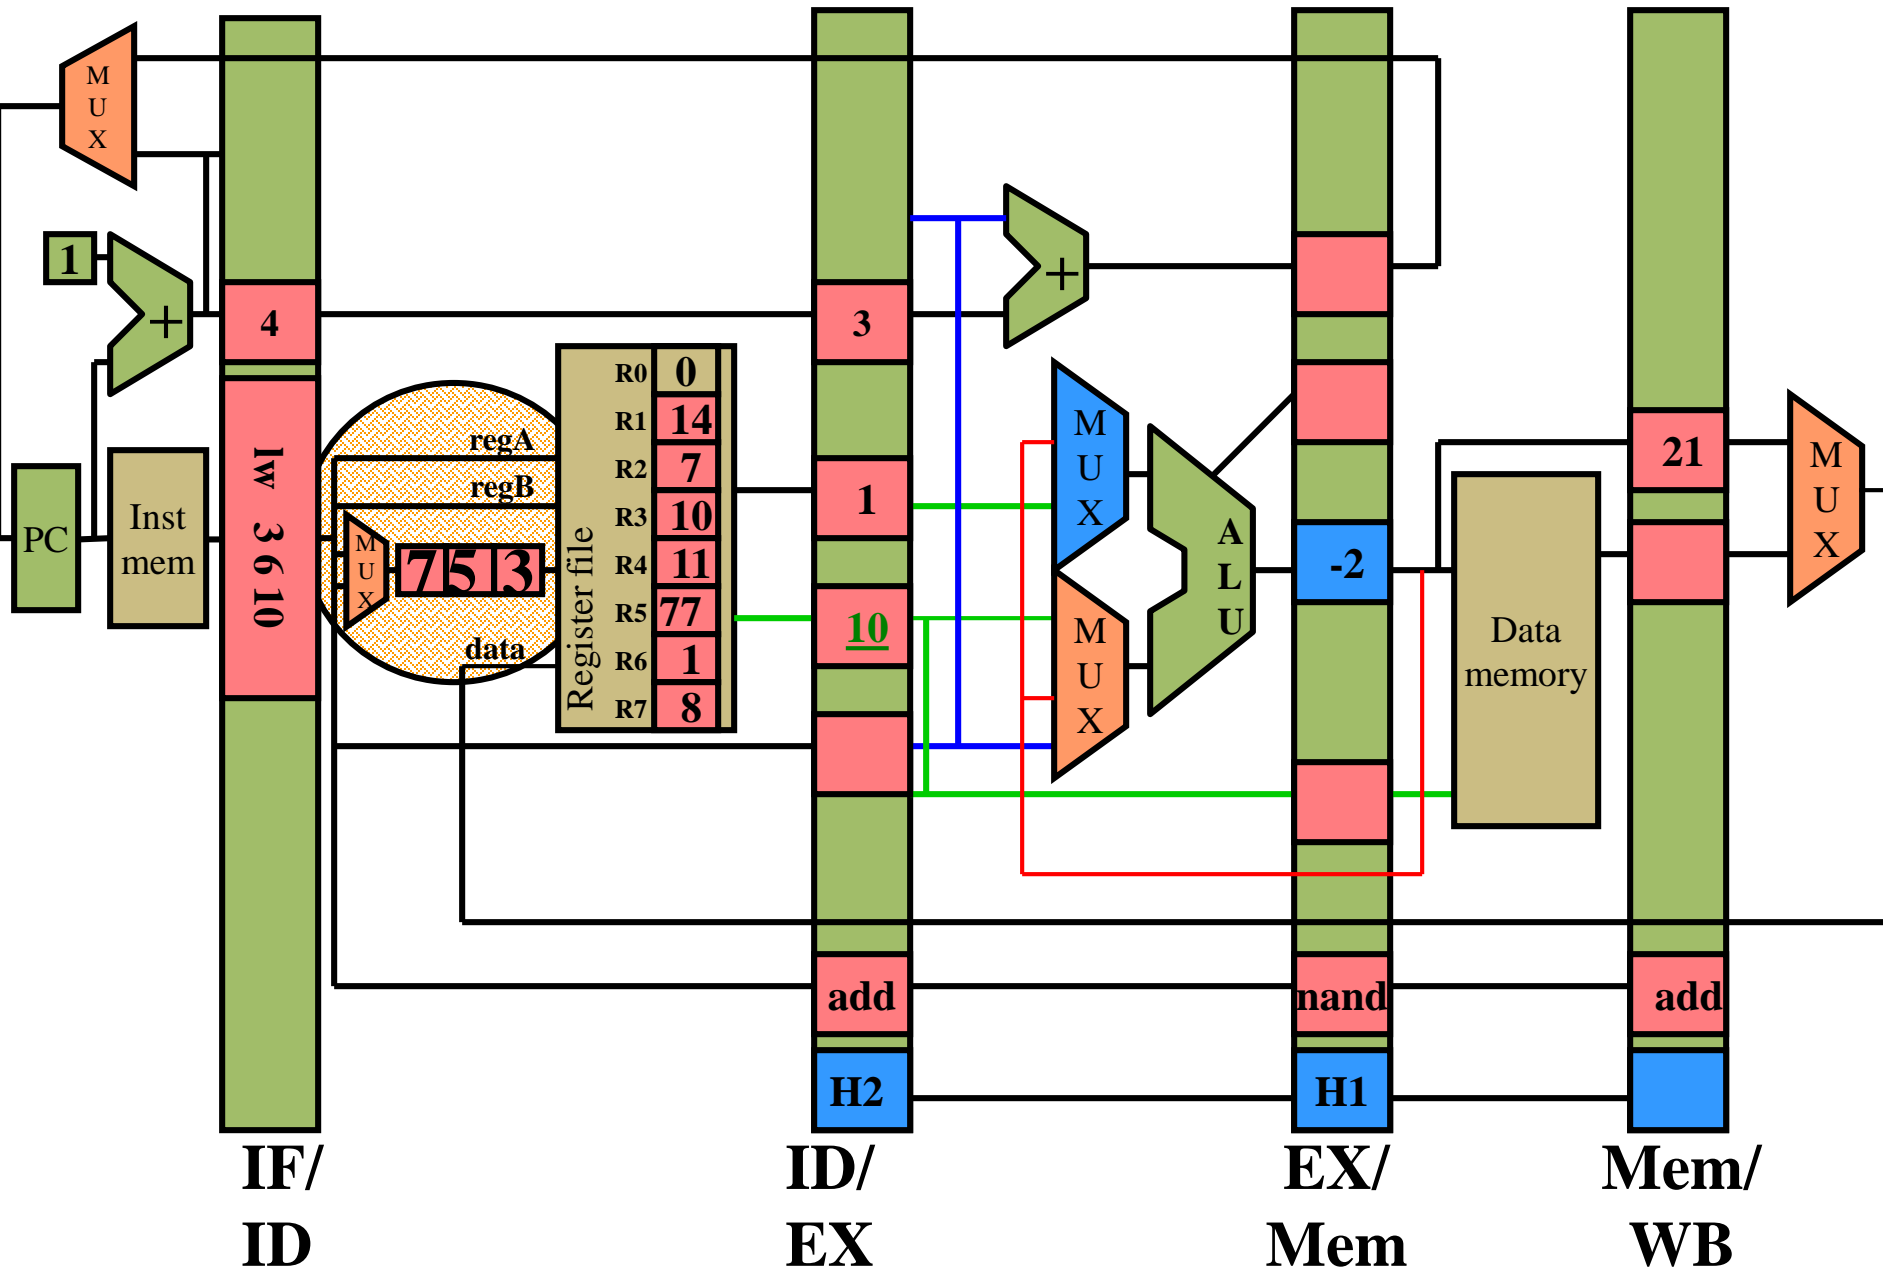 M
U
X
1
+
4
3
+
lw 3 6 10
PC
Inst
mem
regA
regB
M
U
X
7 5 3
data
Register file
R0 0
R1 14
R2 7
R3 10
R4 11
R5 77
R6 1
R7 8
1
10
M
U
X
M
U
X
A
L
U
-2
Data
memory
21
M
U
X
add
nand
add
H2
H1
IF/
ID
ID/
EX
EX/
Mem
Mem/
WB